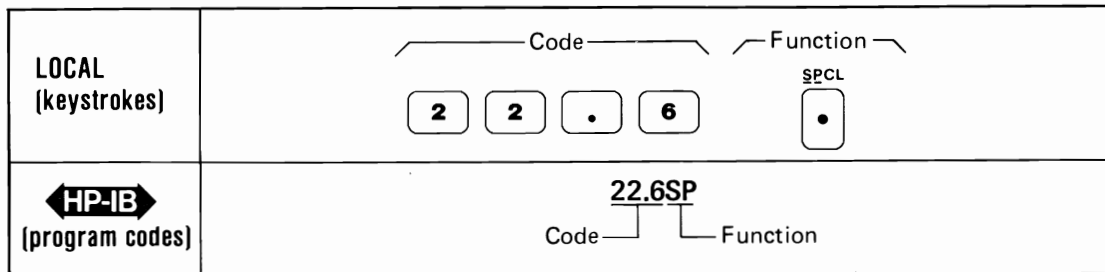 LOCAL
(keystrokes)
Code Function
SPCL
2 2 . 6
HP-IB
(program codes)
22.6SP
Code Function